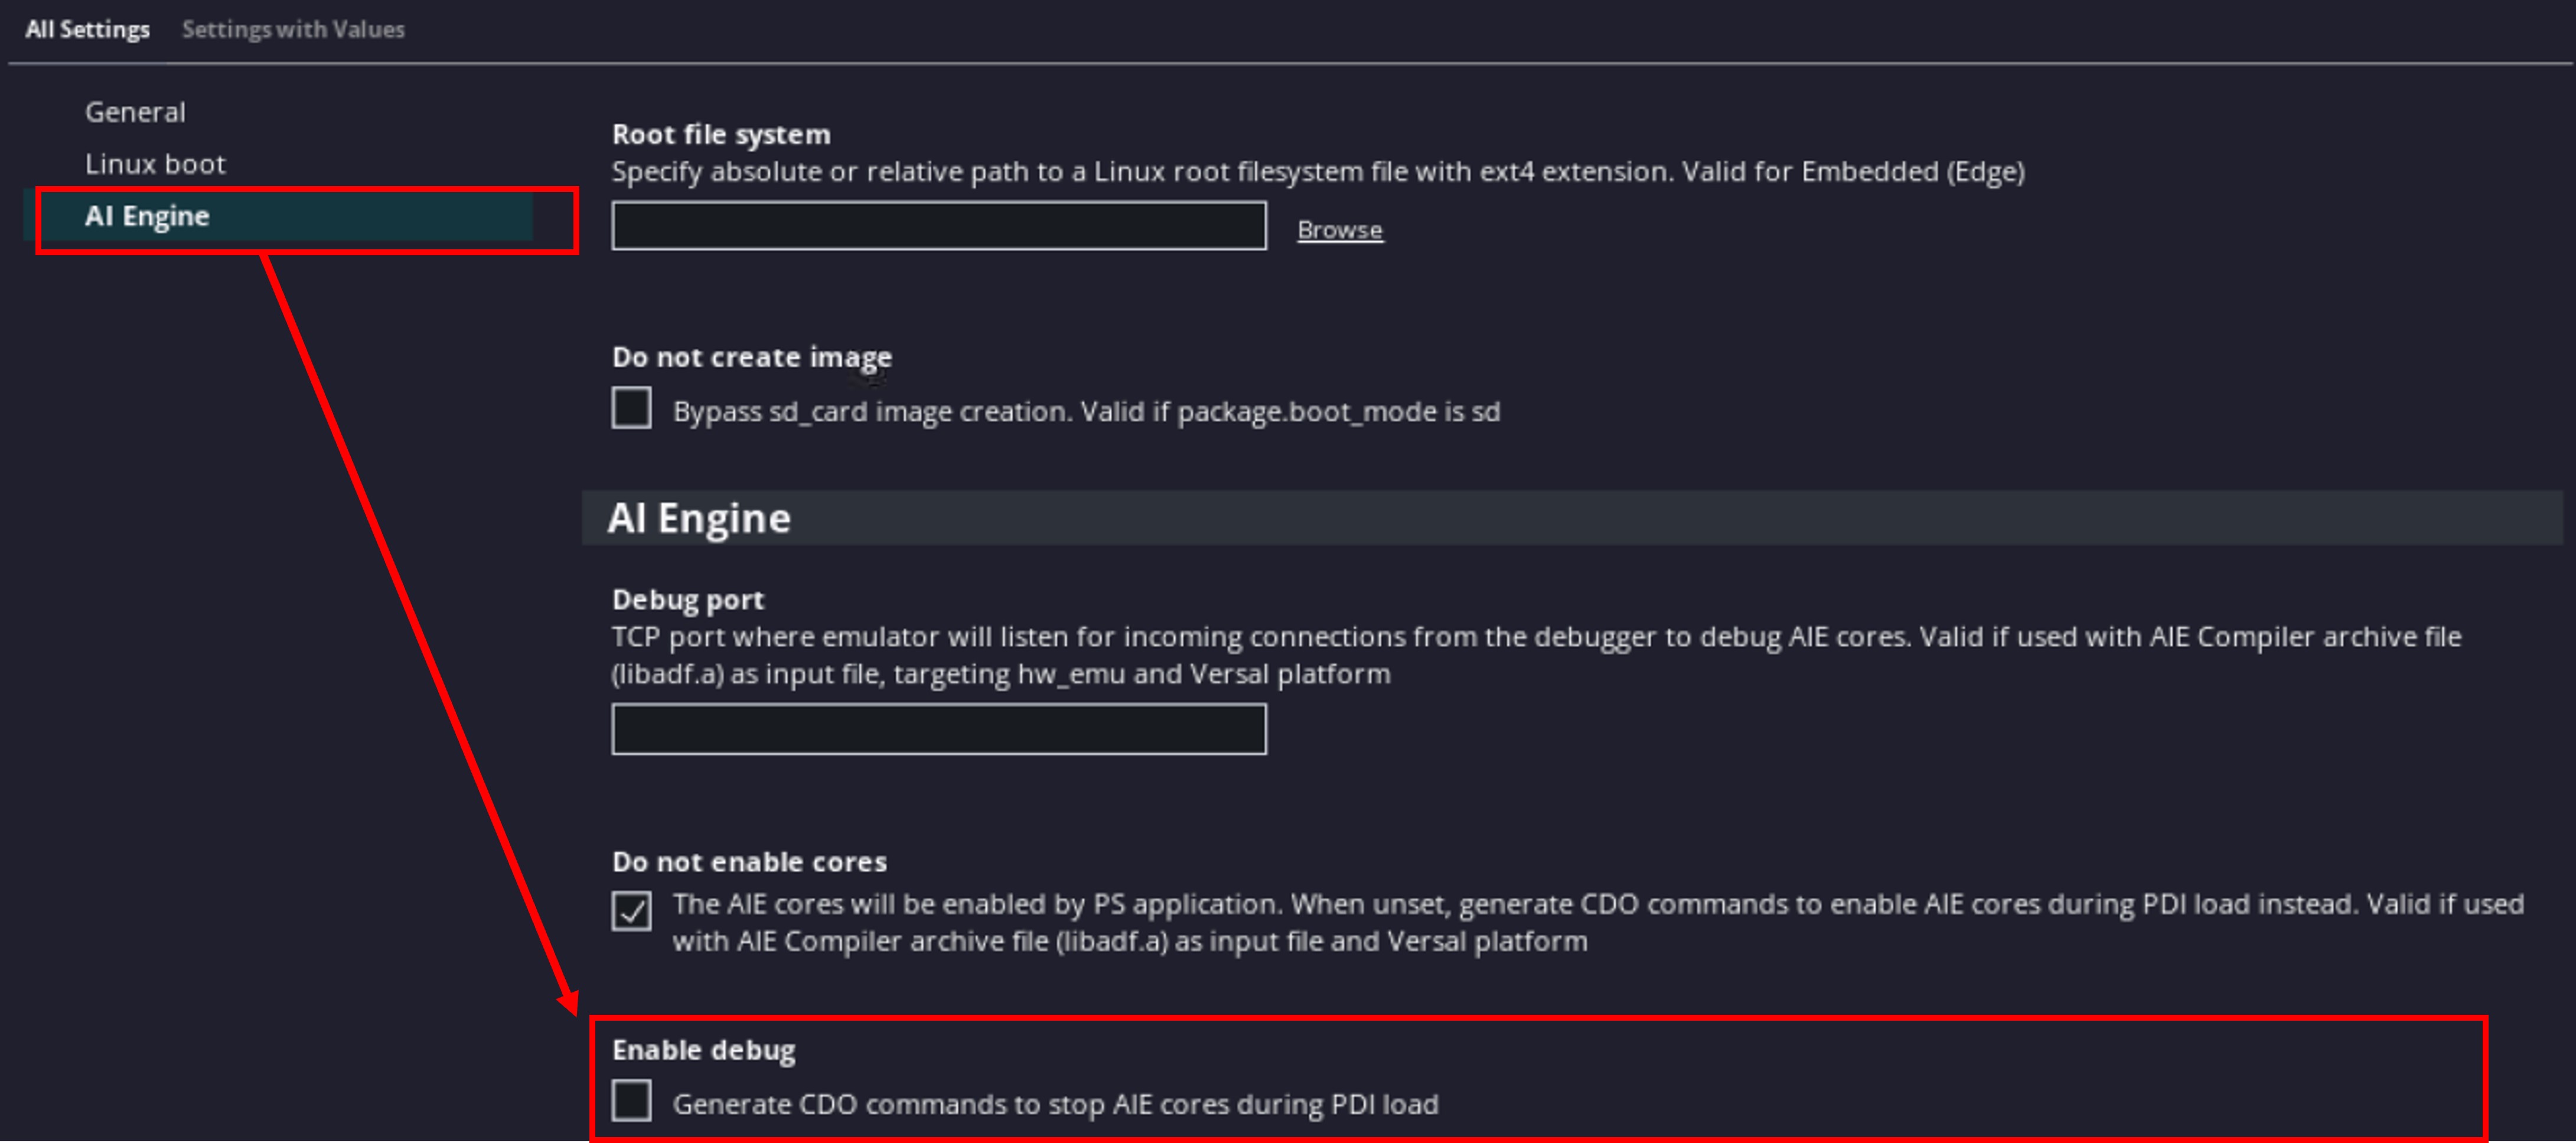 All Settings Settings with Values
General
Linux boot
AI Engine
Root file system
Specify absolute or relative path to a Linux root filesystem file with ext4 extension. Valid for Embedded (Edge)
Browse
Do not create image
Bypass sd_card image creation. Valid if package.boot_mode is sd
AI Engine
Debug port
TCP port where emulator will listen for incoming connections from the debugger to debug AIE cores. Valid if used with AIE Compiler archive file
(libadf.a) as input file, targeting hw_emu and Versal platform
Do not enable cores
The AIE cores will be enabled by PS application. When unset, generate CDO commands to enable AIE cores during PDI load instead. Valid if used
with AIE Compiler archive file (libadf.a) as input file and Versal platform
Enable debug
Generate CDO commands to stop AIE cores during PDI load